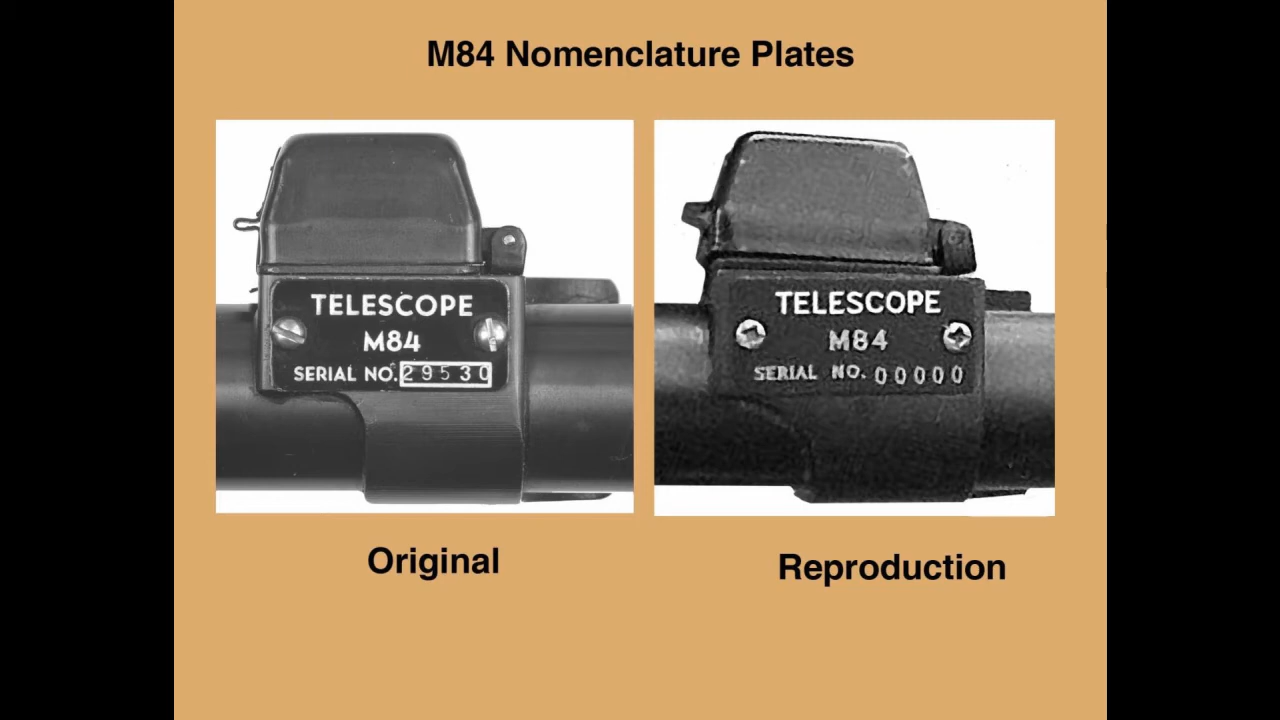 M84 Nomenclature Plates
TELESCOPE
M84
SERIAL NO. 29530
TELESCOPE
M84
SERIAL NO. 00000
Original
Reproduction